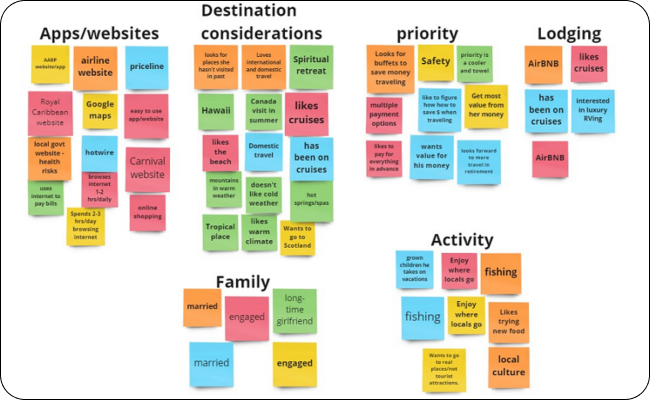 Apps/websites
AARP
website/app
airline
website
priceline
Royal
Caribbean
website
Google
maps
easy to use
app/website
local govt
website -
health
risks
hotwire
Carnival
website
browses
internet
1-2
hrs/daily
uses
internet to
pay bills
online
shopping
Spends 2-3
hrs/day
browsing
internet
Destination
considerations
looks for
places she
hasn't visited
in past
Loves
international
and domestic
travel
Spiritual
retreat
Hawaii
Canada
visit in
summer
likes
cruises
likes
the
beach
Domestic
travel
has been
on
cruises
mountains
in warm
weather
doesn't
like cold
weather
hot
springs/spas
Tropical
place
likes
warm
climate
Wants to
go to
Scotland
priority
Looks for
buffets to
save money
traveling
Safety
priority is
a cooler
and towel
multiple
payment
options
like to figure
how how to
save $ when
traveling
Get most
value from
her money
likes to
pay for
everything
in advance
wants
value for
his money
looks forward
to more
travel in
retirement
Lodging
AirBNB
likes
cruises
has
been on
cruises
interested
in luxury
RVing
AirBNB
Family
married
engaged
long-
time
girlfriend
married
engaged
Activity
grown
children he
takes on
vacations
Enjoy
where
locals go
fishing
fishing
Enjoy
where
locals go
Likes
trying
new food
Wants to go
to real
places/not
tourist
attractions.
local
culture